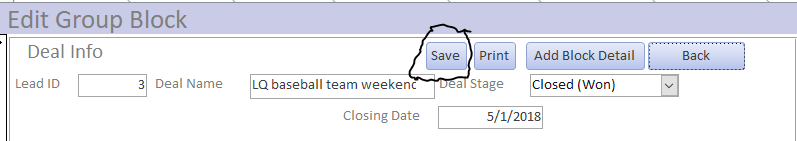 Edit Group Block
Deal Info Save Print Add Block Detail Back
Lead ID 3 Deal Name LQ baseball team weekend Deal Stage Closed (Won)
Closing Date 5/1/2018